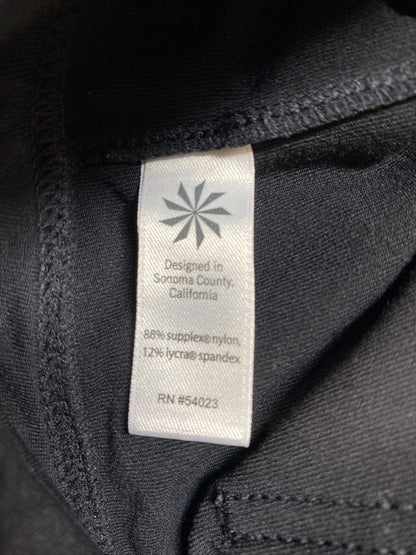 Designed in
Sonoma County,
California
88% supplex® nylon,
12% lycra® spandex
RN #54023